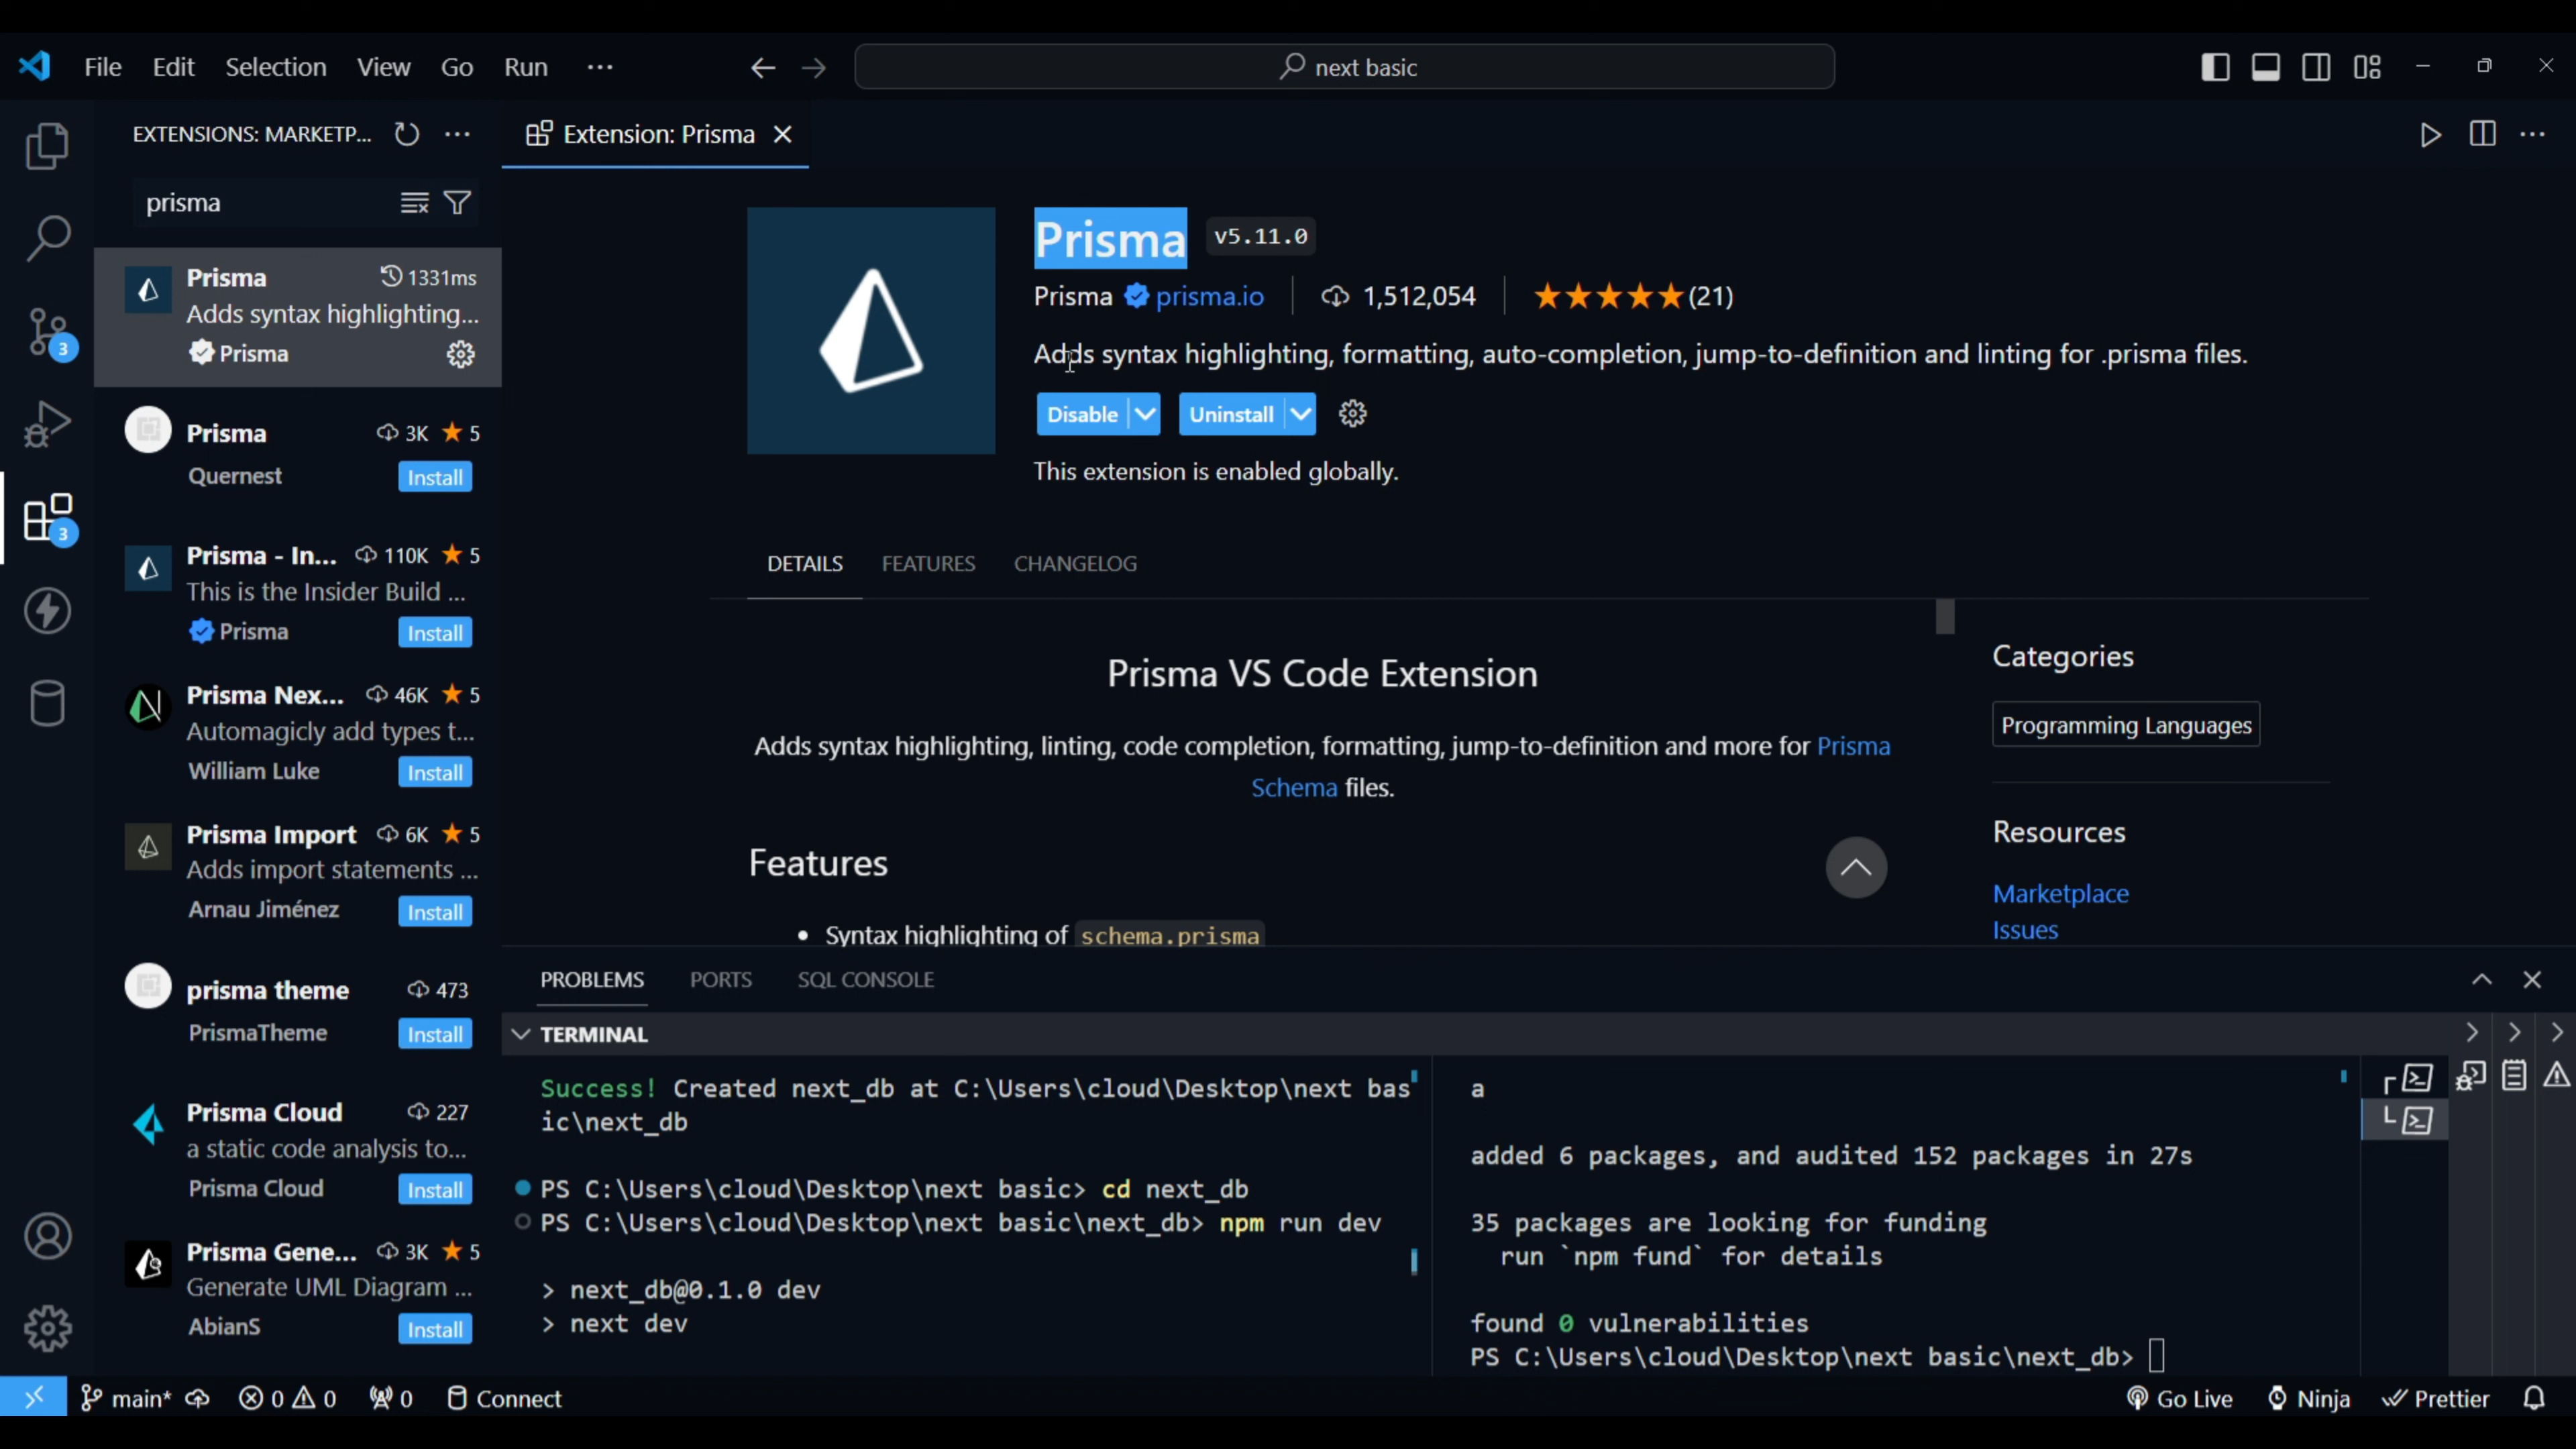 File Edit Selection View Go Run ···
next basic
EXTENSIONS: MARKETP...
Extension: Prisma
prisma
Prisma 1331ms
Adds syntax highlighting...
Prisma
Prisma 3K ★ 5
Quernest Install
Prisma - In... 110K ★ 5
This is the Insider Build ...
Prisma Install
Prisma Nex... 46K ★ 5
Automagicly add types t...
William Luke Install
Prisma Import 6K ★ 5
Adds import statements ...
Arnau Jiménez Install
prisma theme 473
PrismaTheme Install
Prisma Cloud 227
a static code analysis to...
Prisma Cloud Install
Prisma Gene... 3K ★ 5
Generate UML Diagram ...
AbianS Install
3
3
Prisma v5.11.0
Prisma prisma.io 1,512,054 ★★★★★(21)
Adds syntax highlighting, formatting, auto-completion, jump-to-definition and linting for .prisma files.
Disable Uninstall
This extension is enabled globally.
DETAILS FEATURES CHANGELOG
Prisma VS Code Extension
Adds syntax highlighting, linting, code completion, formatting, jump-to-definition and more for Prisma
Schema files.
Features
• Syntax highlighting of schema.prisma
Categories
Programming Languages
Resources
Marketplace
Issues
PROBLEMS PORTS SQL CONSOLE
TERMINAL
Success! Created next_db at C:\Users\cloud\Desktop\next bas
ic\next_db
PS C:\Users\cloud\Desktop\next basic> cd next_db
PS C:\Users\cloud\Desktop\next basic\next_db> npm run dev
> next_db@0.1.0 dev
> next dev
a
added 6 packages, and audited 152 packages in 27s
35 packages are looking for funding
run `npm fund` for details
found 0 vulnerabilities
PS C:\Users\cloud\Desktop\next basic\next_db>
main* 0 0 0 Connect
Go Live Ninja Prettier